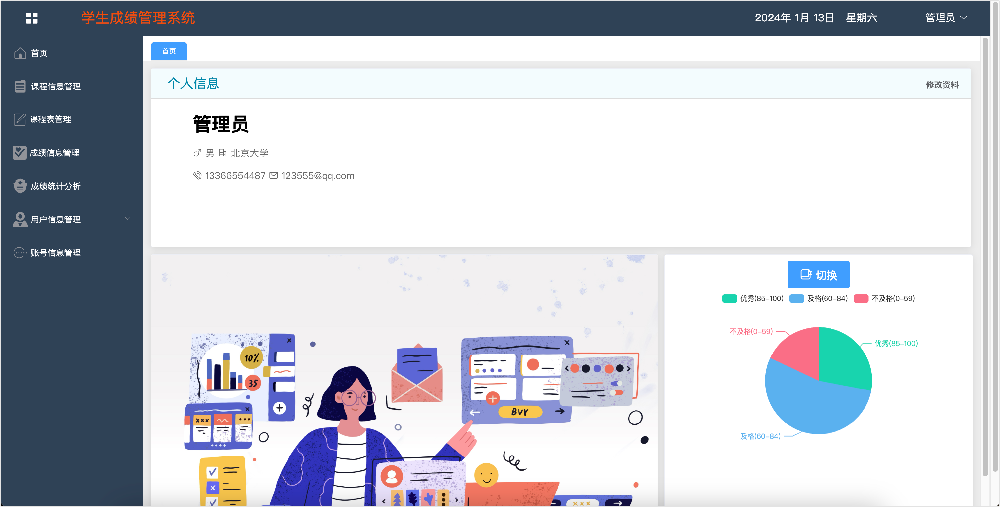 学生成绩管理系统
2024年 1月 13日 星期六
管理员
首页
课程信息管理
课程表管理
成绩信息管理
成绩统计分析
用户信息管理
账号信息管理
首页
个人信息
修改资料
管理员
男 北京大学
13366554487 123555@qq.com
10%
35
xxx
BUY
xxx
切换
优秀(85-100) 及格(60-84) 不及格(0-59)
不及格(0-59)
优秀(85-100)
及格(60-84)